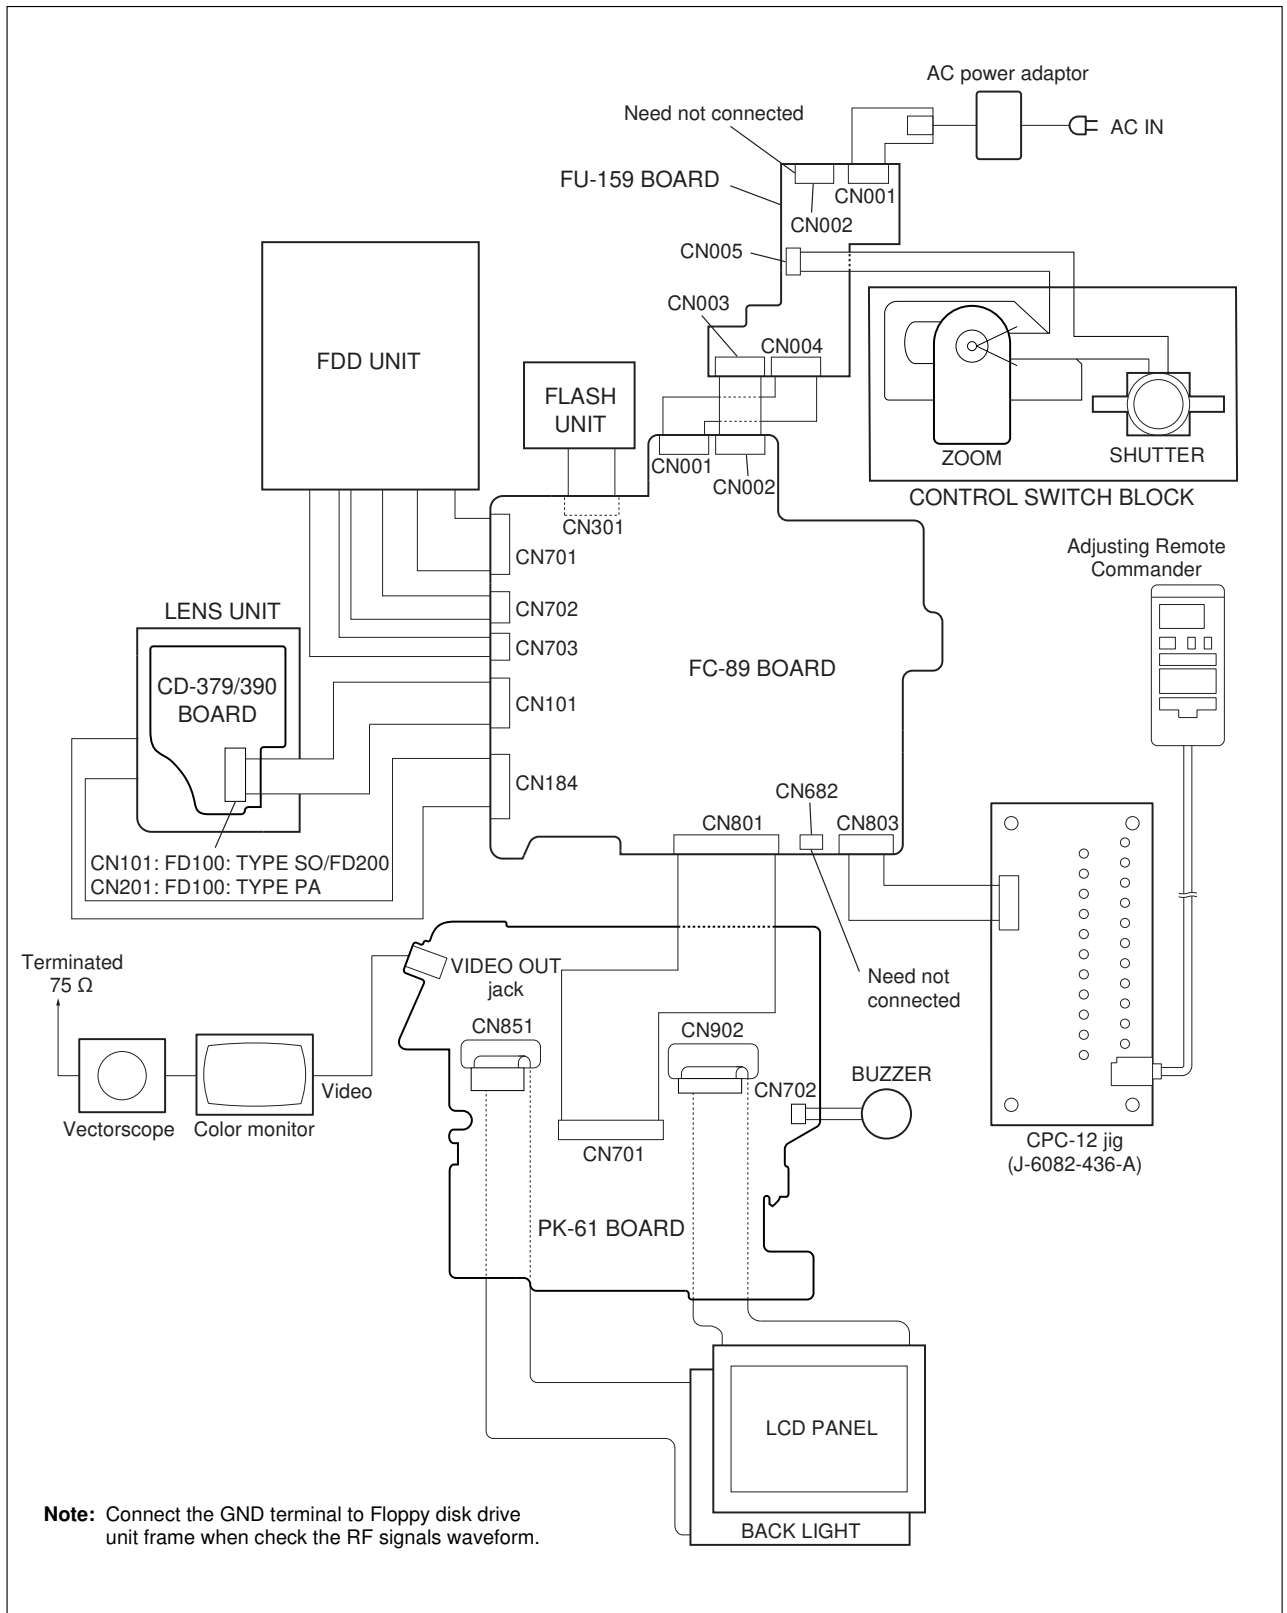 AC power adaptor
Need not connected
AC IN
FU-159 BOARD
CN001
CN002
CN005
CN003
CN004
FDD UNIT
FLASH
UNIT
ZOOM
SHUTTER
CN001
CN002
CONTROL SWITCH BLOCK
CN301
CN701
Adjusting Remote
Commander
CN702
LENS UNIT
CN703
FC-89 BOARD
CD-379/390
BOARD
CN101
CN184
CN682
CN801
CN803
CN101: FD100: TYPE SO/FD200
CN201: FD100: TYPE PA
Terminated
75 Ω
VIDEO OUT
jack
Need not
connected
CN851
CN902
BUZZER
CN702
Video
Vectorscope
Color monitor
CN701
CPC-12 jig
(J-6082-436-A)
PK-61 BOARD
LCD PANEL
BACK LIGHT
Note: Connect the GND terminal to Floppy disk drive
unit frame when check the RF signals waveform.